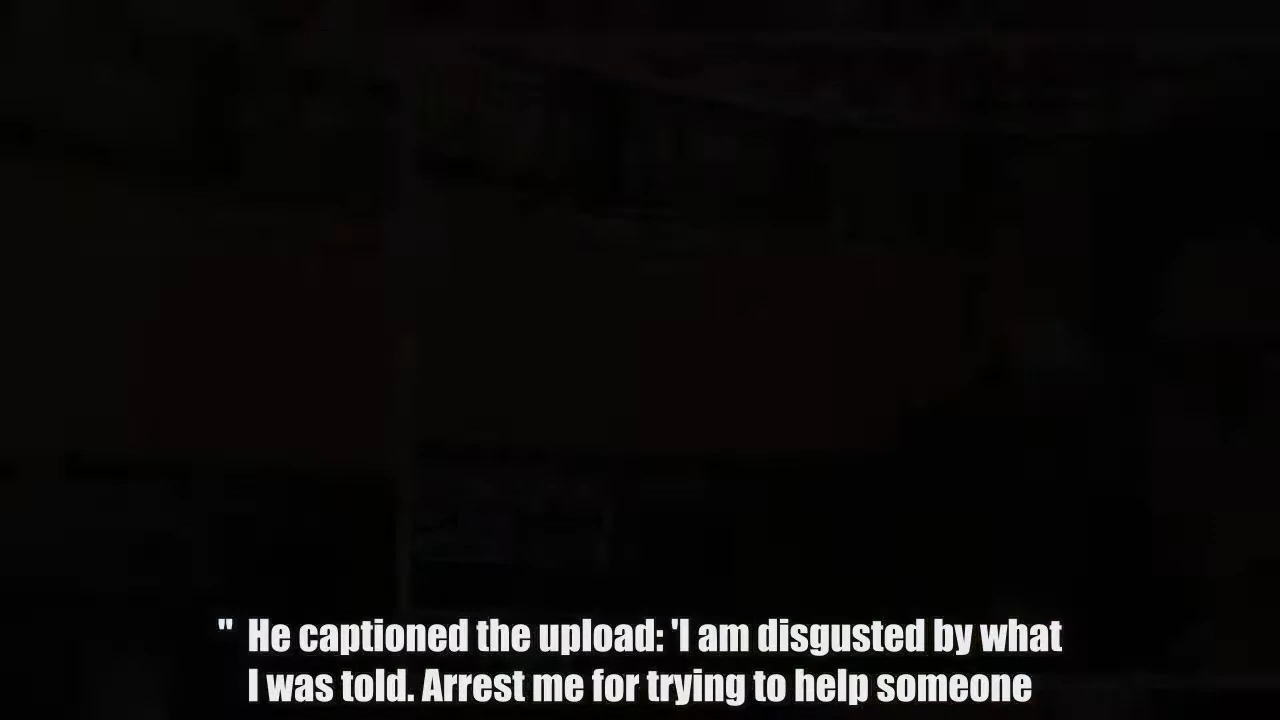 " He captioned the upload: 'I am disgusted by what
I was told. Arrest me for trying to help someone